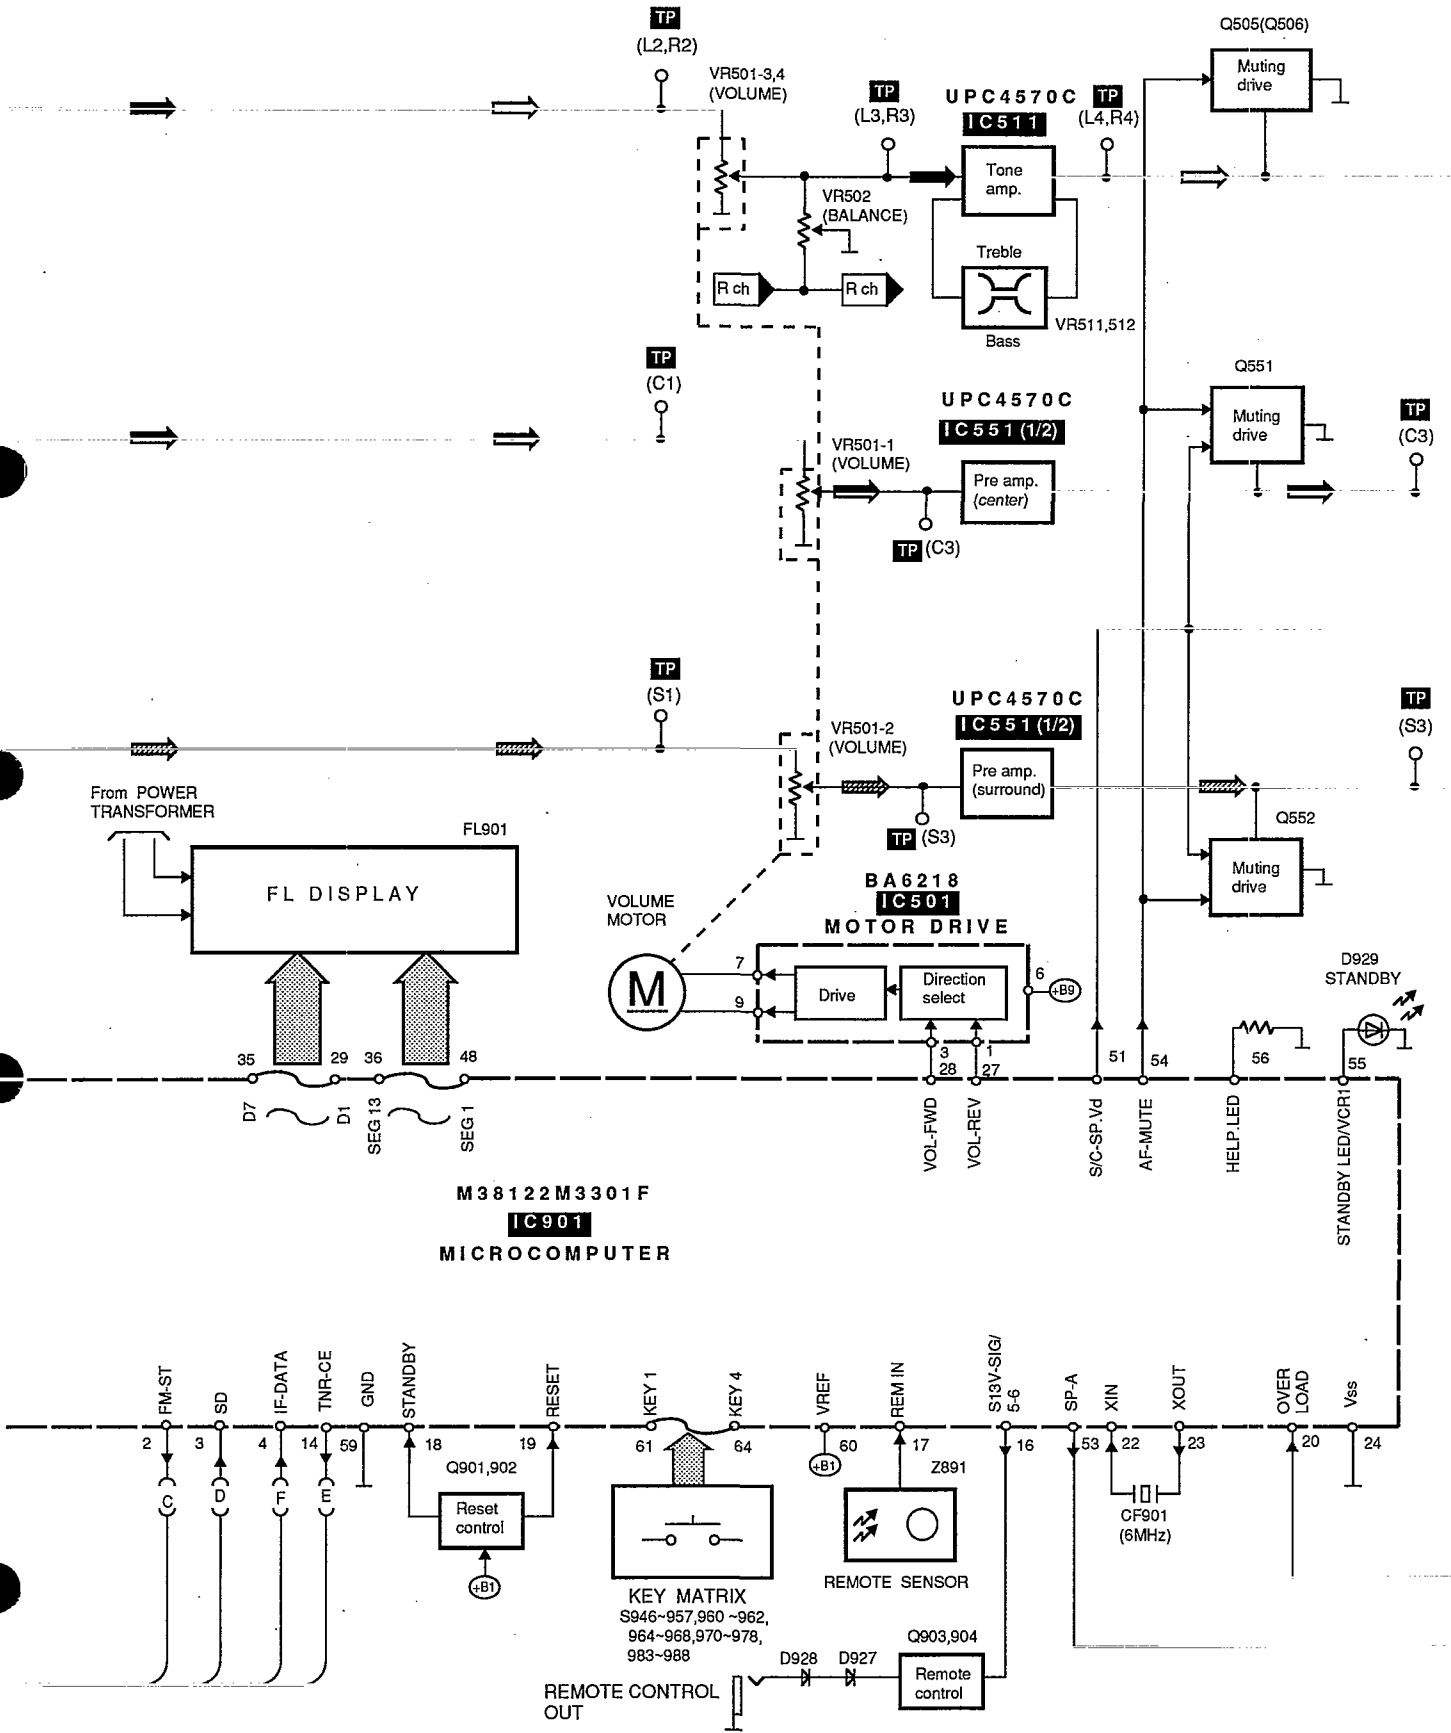 TP
(L2,R2)
VR501-3,4
(VOLUME)
TP
(L3,R3)
UPC4570C
IC511
TP
(L4,R4)
Q505(Q506)
Muting
drive
Tone
amp.
VR502
(BALANCE)
R ch
R ch
Treble
Bass
VR511,512
TP
(C1)
VR501-1
(VOLUME)
UPC4570C
IC551 (1/2)
Pre amp.
(center)
TP (C3)
Q551
Muting
drive
TP
(C3)
TP
(S1)
VR501-2
(VOLUME)
UPC4570C
IC551 (1/2)
Pre amp.
(surround)
TP (S3)
TP
(S3)
Q552
Muting
drive
From POWER
TRANSFORMER
FL901
FL DISPLAY
VOLUME
MOTOR
M
BA6218
IC501
MOTOR DRIVE
7
9
Drive
Direction
select
6
+B9
3
1
28
27
51
54
56
55
D929
STANDBY
35
29
36
48
D7
D1
SEG 13
SEG 1
VOL-FWD
VOL-REV
S/C-SP.Vd
AF-MUTE
HELP.LED
STANDBY LED/VCR1
M38122M3301F
IC901
MICROCOMPUTER
FM-ST
SD
IF-DATA
TNR-CE
GND
STANDBY
RESET
KEY 1
KEY 4
VREF
REM IN
S13V-SIG/
5-6
SP-A
XIN
XOUT
OVER
LOAD
Vss
2
3
4
14
59
18
19
61
64
60
17
16
53
22
23
20
24
C
D
F
E
Q901,902
Reset
control
+B1
+B1
Z891
REMOTE SENSOR
CF901
(6MHz)
KEY MATRIX
S946~957,960 ~962,
964~968,970~978,
983~988
Q903,904
Remote
control
D928
D927
REMOTE CONTROL
OUT